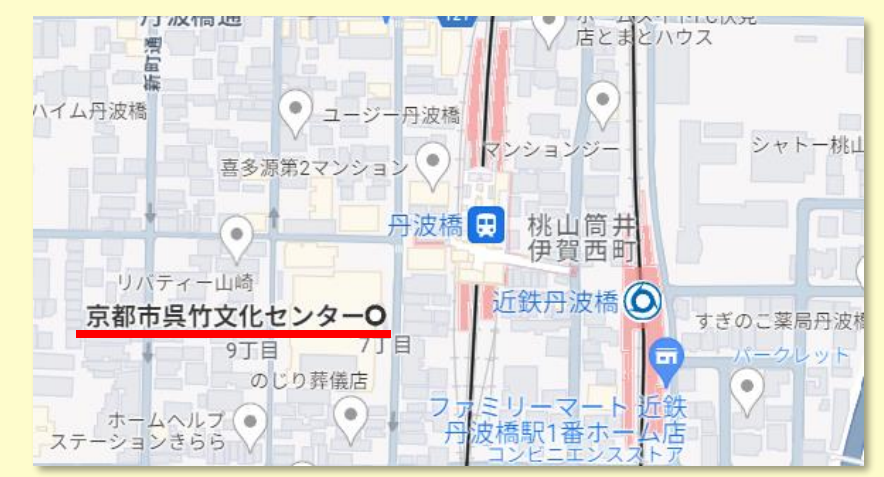 丹波橋通
121
ホームメイトFC伏見
店とまとハウス
新町通
ハイム丹波橋
ユージー丹波橋
マンションジー
シャトー桃山
喜多源第2マンション
丹波橋
桃山筒井
伊賀西町
リバティー山崎
近鉄丹波橋
京都市呉竹文化センター
すぎのこ薬局丹波橋
9丁目
7丁目
パークレット
のじり葬儀店
ファミリーマート 近鉄
丹波橋駅1番ホーム店
コンビニエンスストア
ホームヘルプ
ステーションきらら